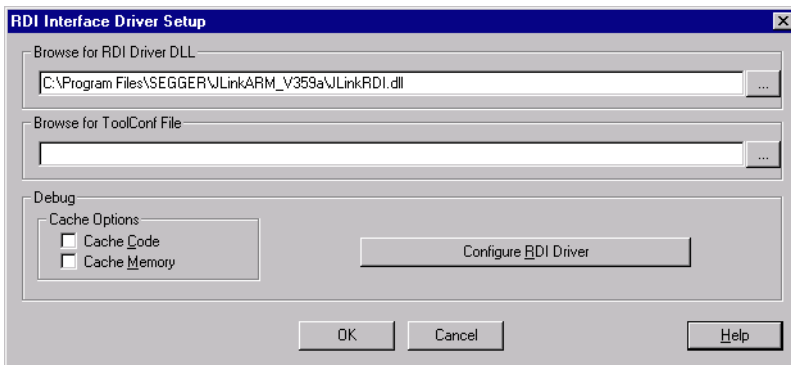 RDI Interface Driver Setup
Browse for RDI Driver DLL
C:\Program Files\SEGGER\JLinkARM_V359a\JLinkRDI.dll
...
Browse for ToolConf File
...
Debug
Cache Options
Cache Code
Cache Memory
Configure RDI Driver
OK
Cancel
Help